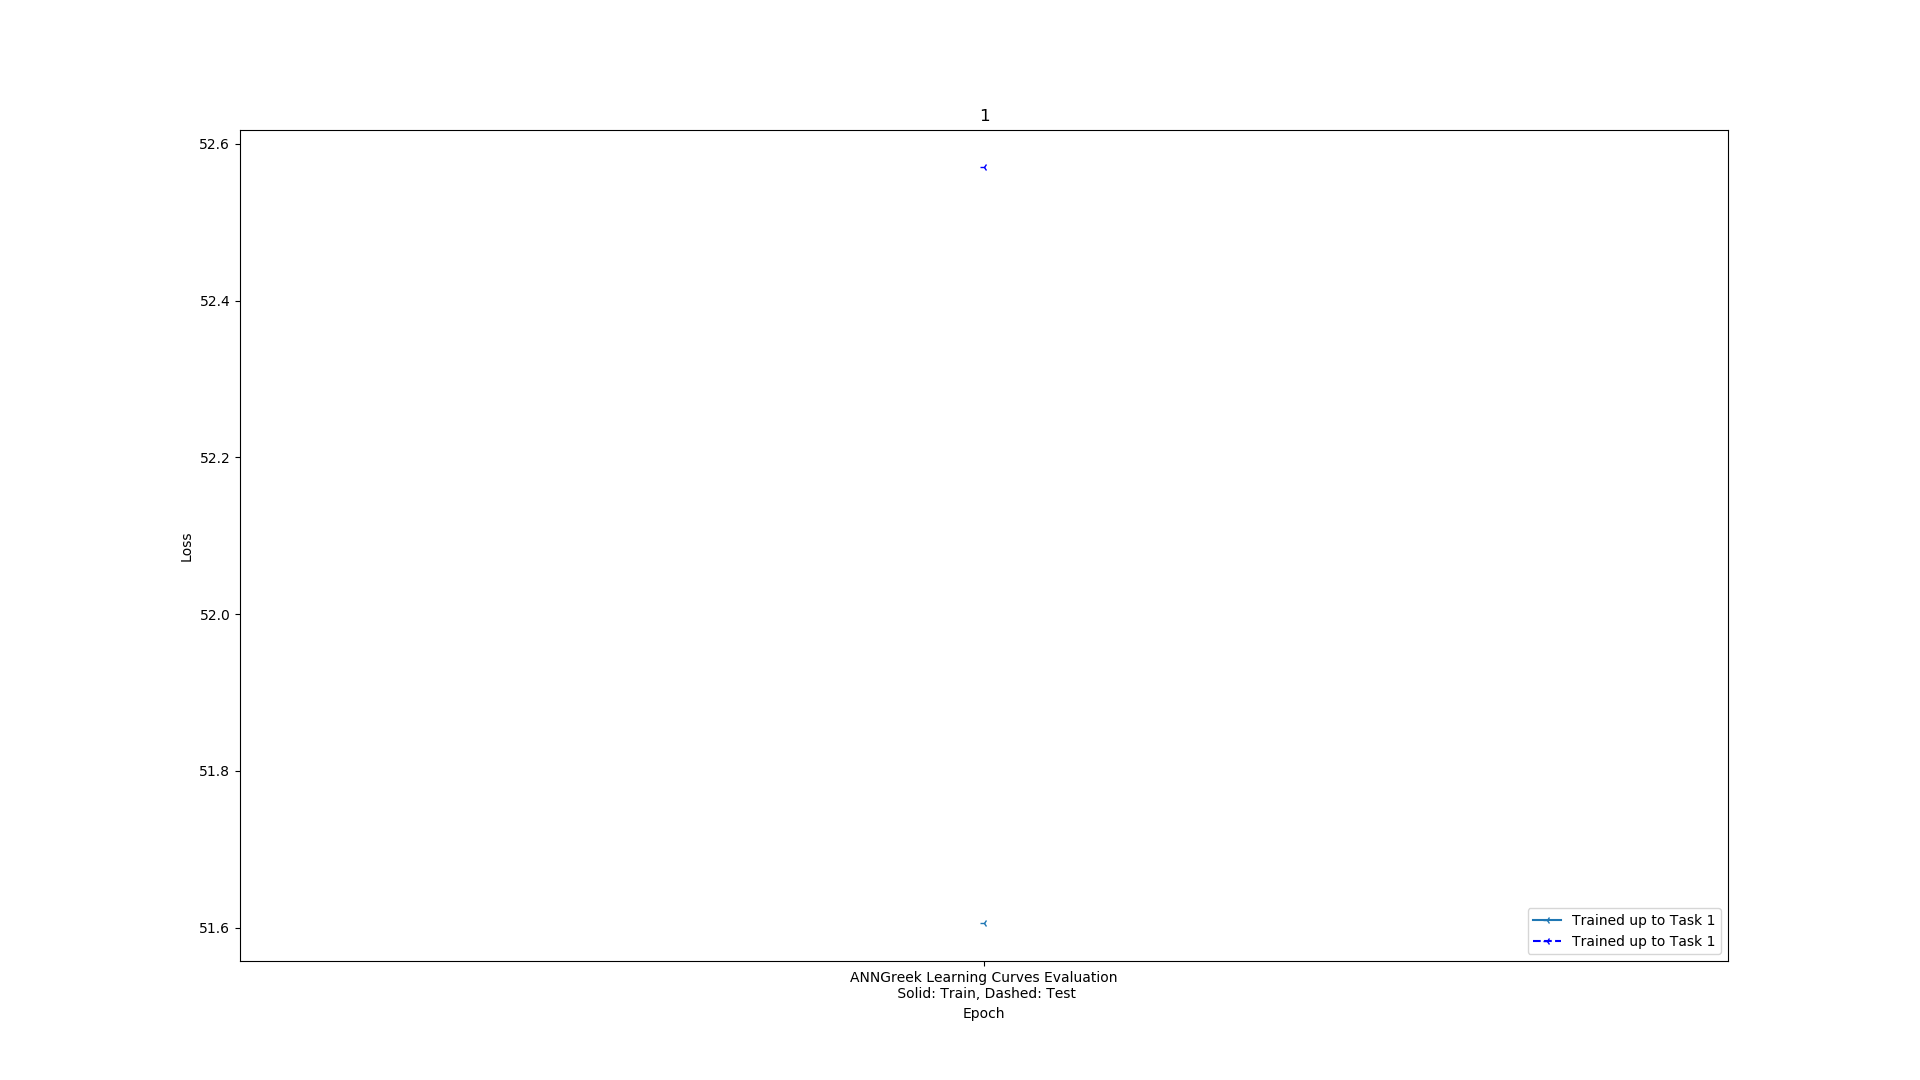 1
52.6
52.4
52.2
52.0
51.8
51.6
Loss
Trained up to Task 1
Trained up to Task 1
ANNGreek Learning Curves Evaluation
Solid: Train, Dashed: Test
Epoch